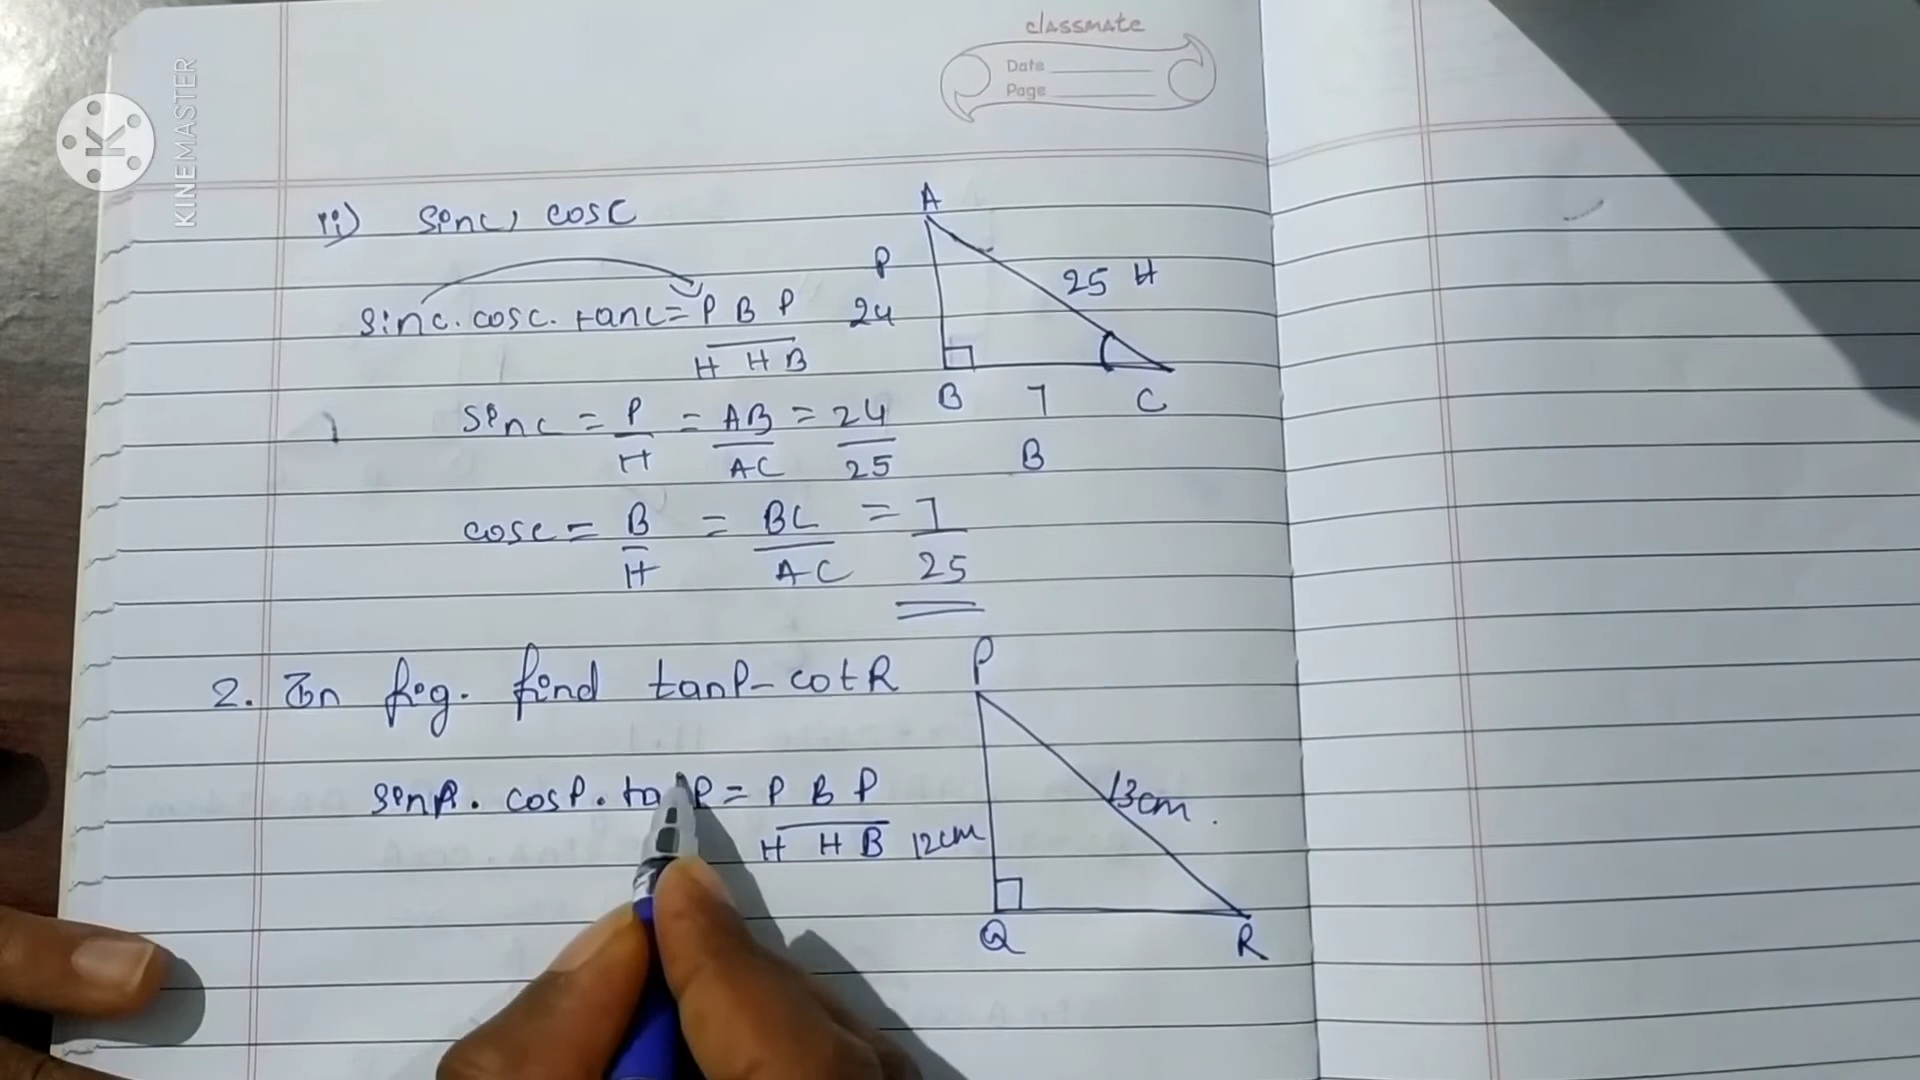 KINEMASTER
classmate
Date
Page
ii) sinc, cosc
A
P
24
25 H
B 7 C
B
sinc.cosc.tanc= P B P
H H B
sinc = P = AB = 24
H AC 25
cosc = B = BC = 7
H AC 25
2. In fig. find tanP-cotR
P
13cm.
12cm
Q R
sinP. cosP. tanP = P B P
H H B